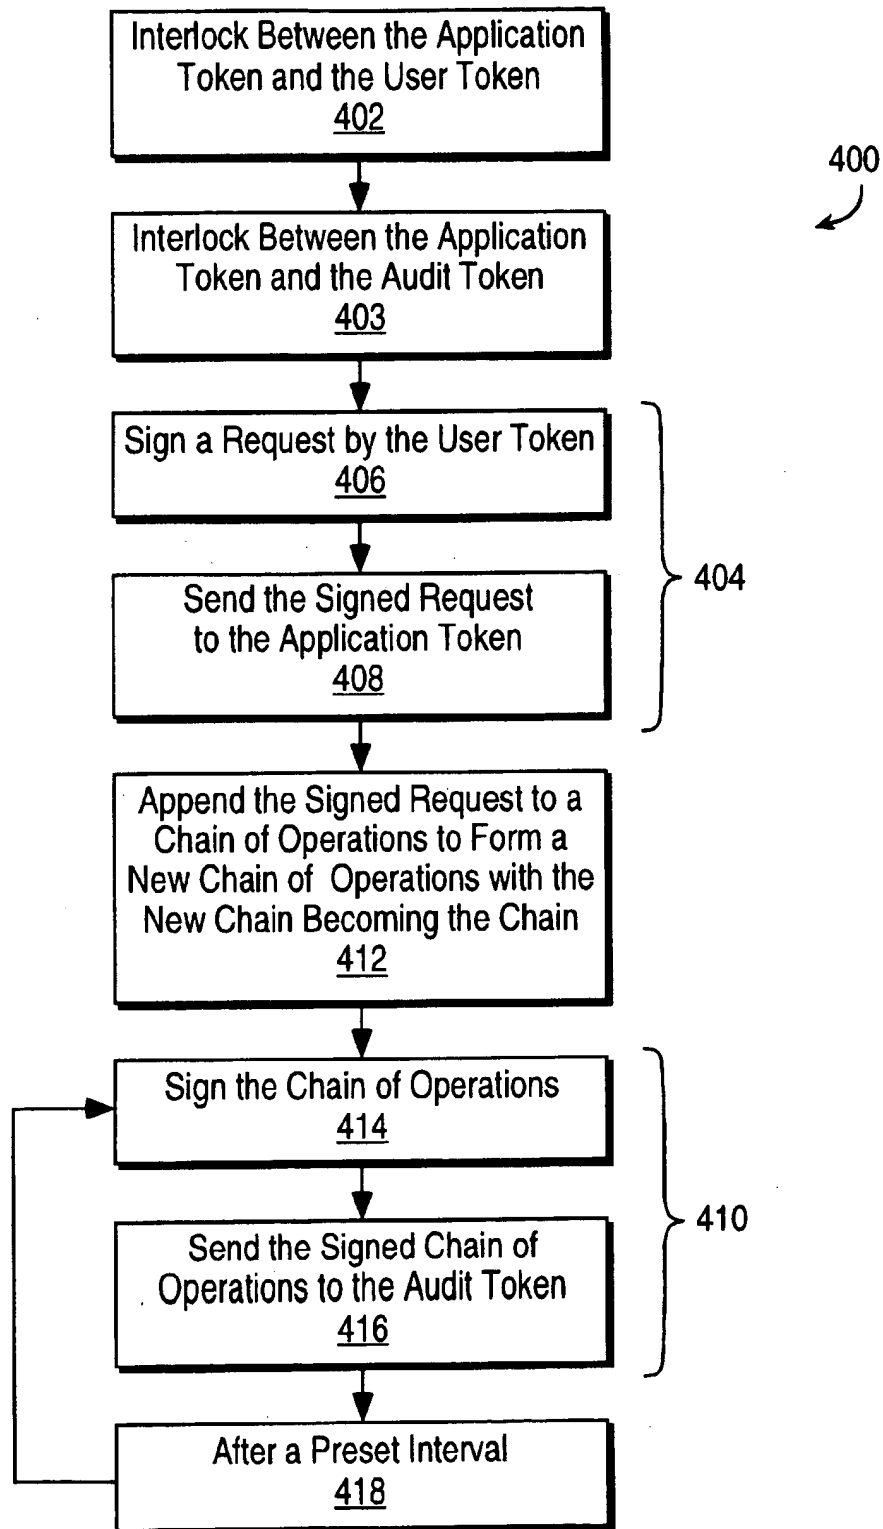 Interlock Between the Application
Token and the User Token
402
400
Interlock Between the Application
Token and the Audit Token
403
Sign a Request by the User Token
406
Send the Signed Request
to the Application Token
408
404
Append the Signed Request to a
Chain of Operations to Form a
New Chain of Operations with the
New Chain Becoming the Chain
412
Sign the Chain of Operations
414
Send the Signed Chain of
Operations to the Audit Token
416
410
After a Preset Interval
418